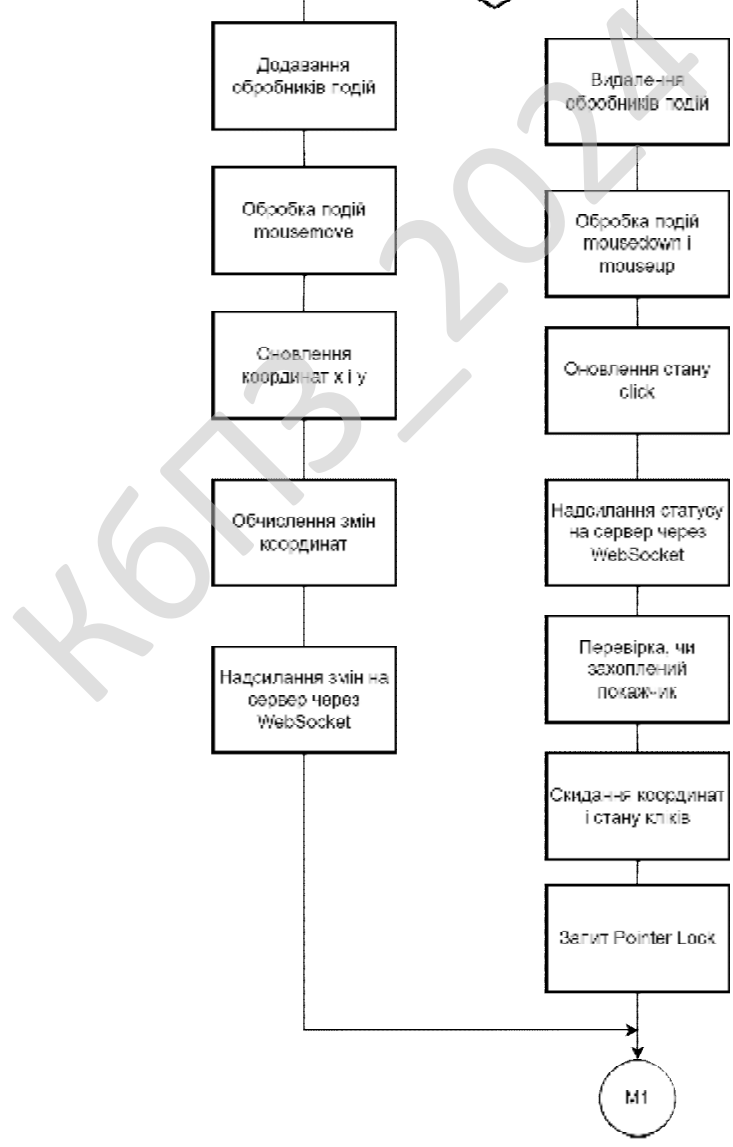 Додавання
обробників подій
Обробка подій
mousemove
Оновлення
координат x і y
Обчислення змін
координат
Надсилання змін на
сервер через
WebSocket
Видалення
обробників подій
Обробка подій
mousedown і
mouseup
Оновлення стану
click
Надсилання статусу
на сервер через
WebSocket
Перевірка, чи
захоплений
покажчик
Скидання координат
і стану кліків
Запит Pointer Lock
M1
КбПЗ_2024